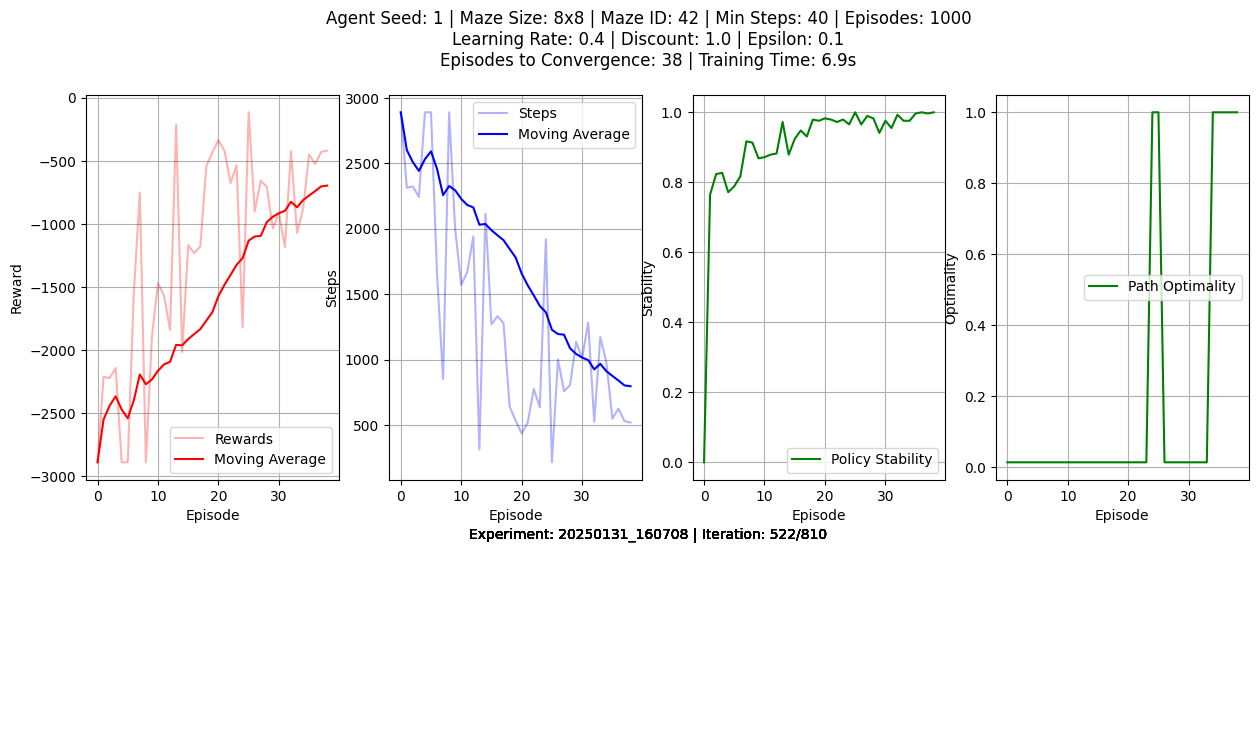 Agent Seed: 1 | Maze Size: 8x8 | Maze ID: 42 | Min Steps: 40 | Episodes: 1000
Learning Rate: 0.4 | Discount: 1.0 | Epsilon: 0.1
Episodes to Convergence: 38 | Training Time: 6.9s
Reward
0
−500
−1000
−1500
−2000
−2500
−3000
Rewards
Moving Average
0
10
20
30
Episode
Steps
3000
2500
2000
1500
1000
500
Steps
Moving Average
0
10
20
30
Episode
Stability
1.0
0.8
0.6
0.4
0.2
0.0
Policy Stability
0
10
20
30
Episode
Optimality
1.0
0.8
0.6
0.4
0.2
0.0
Path Optimality
0
10
20
30
Episode
Experiment: 20250131_160708 | Iteration: 522/810